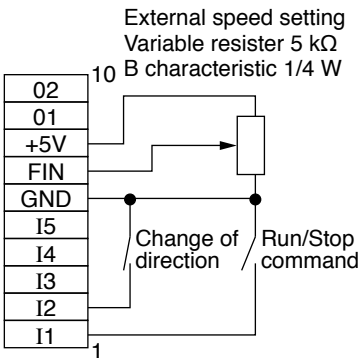 External speed setting
Variable resister 5 kΩ
B characteristic 1/4 W
10
02
01
+5V
FIN
GND
I5
I4
I3
I2
I1
1
Change of
direction
Run/Stop
command